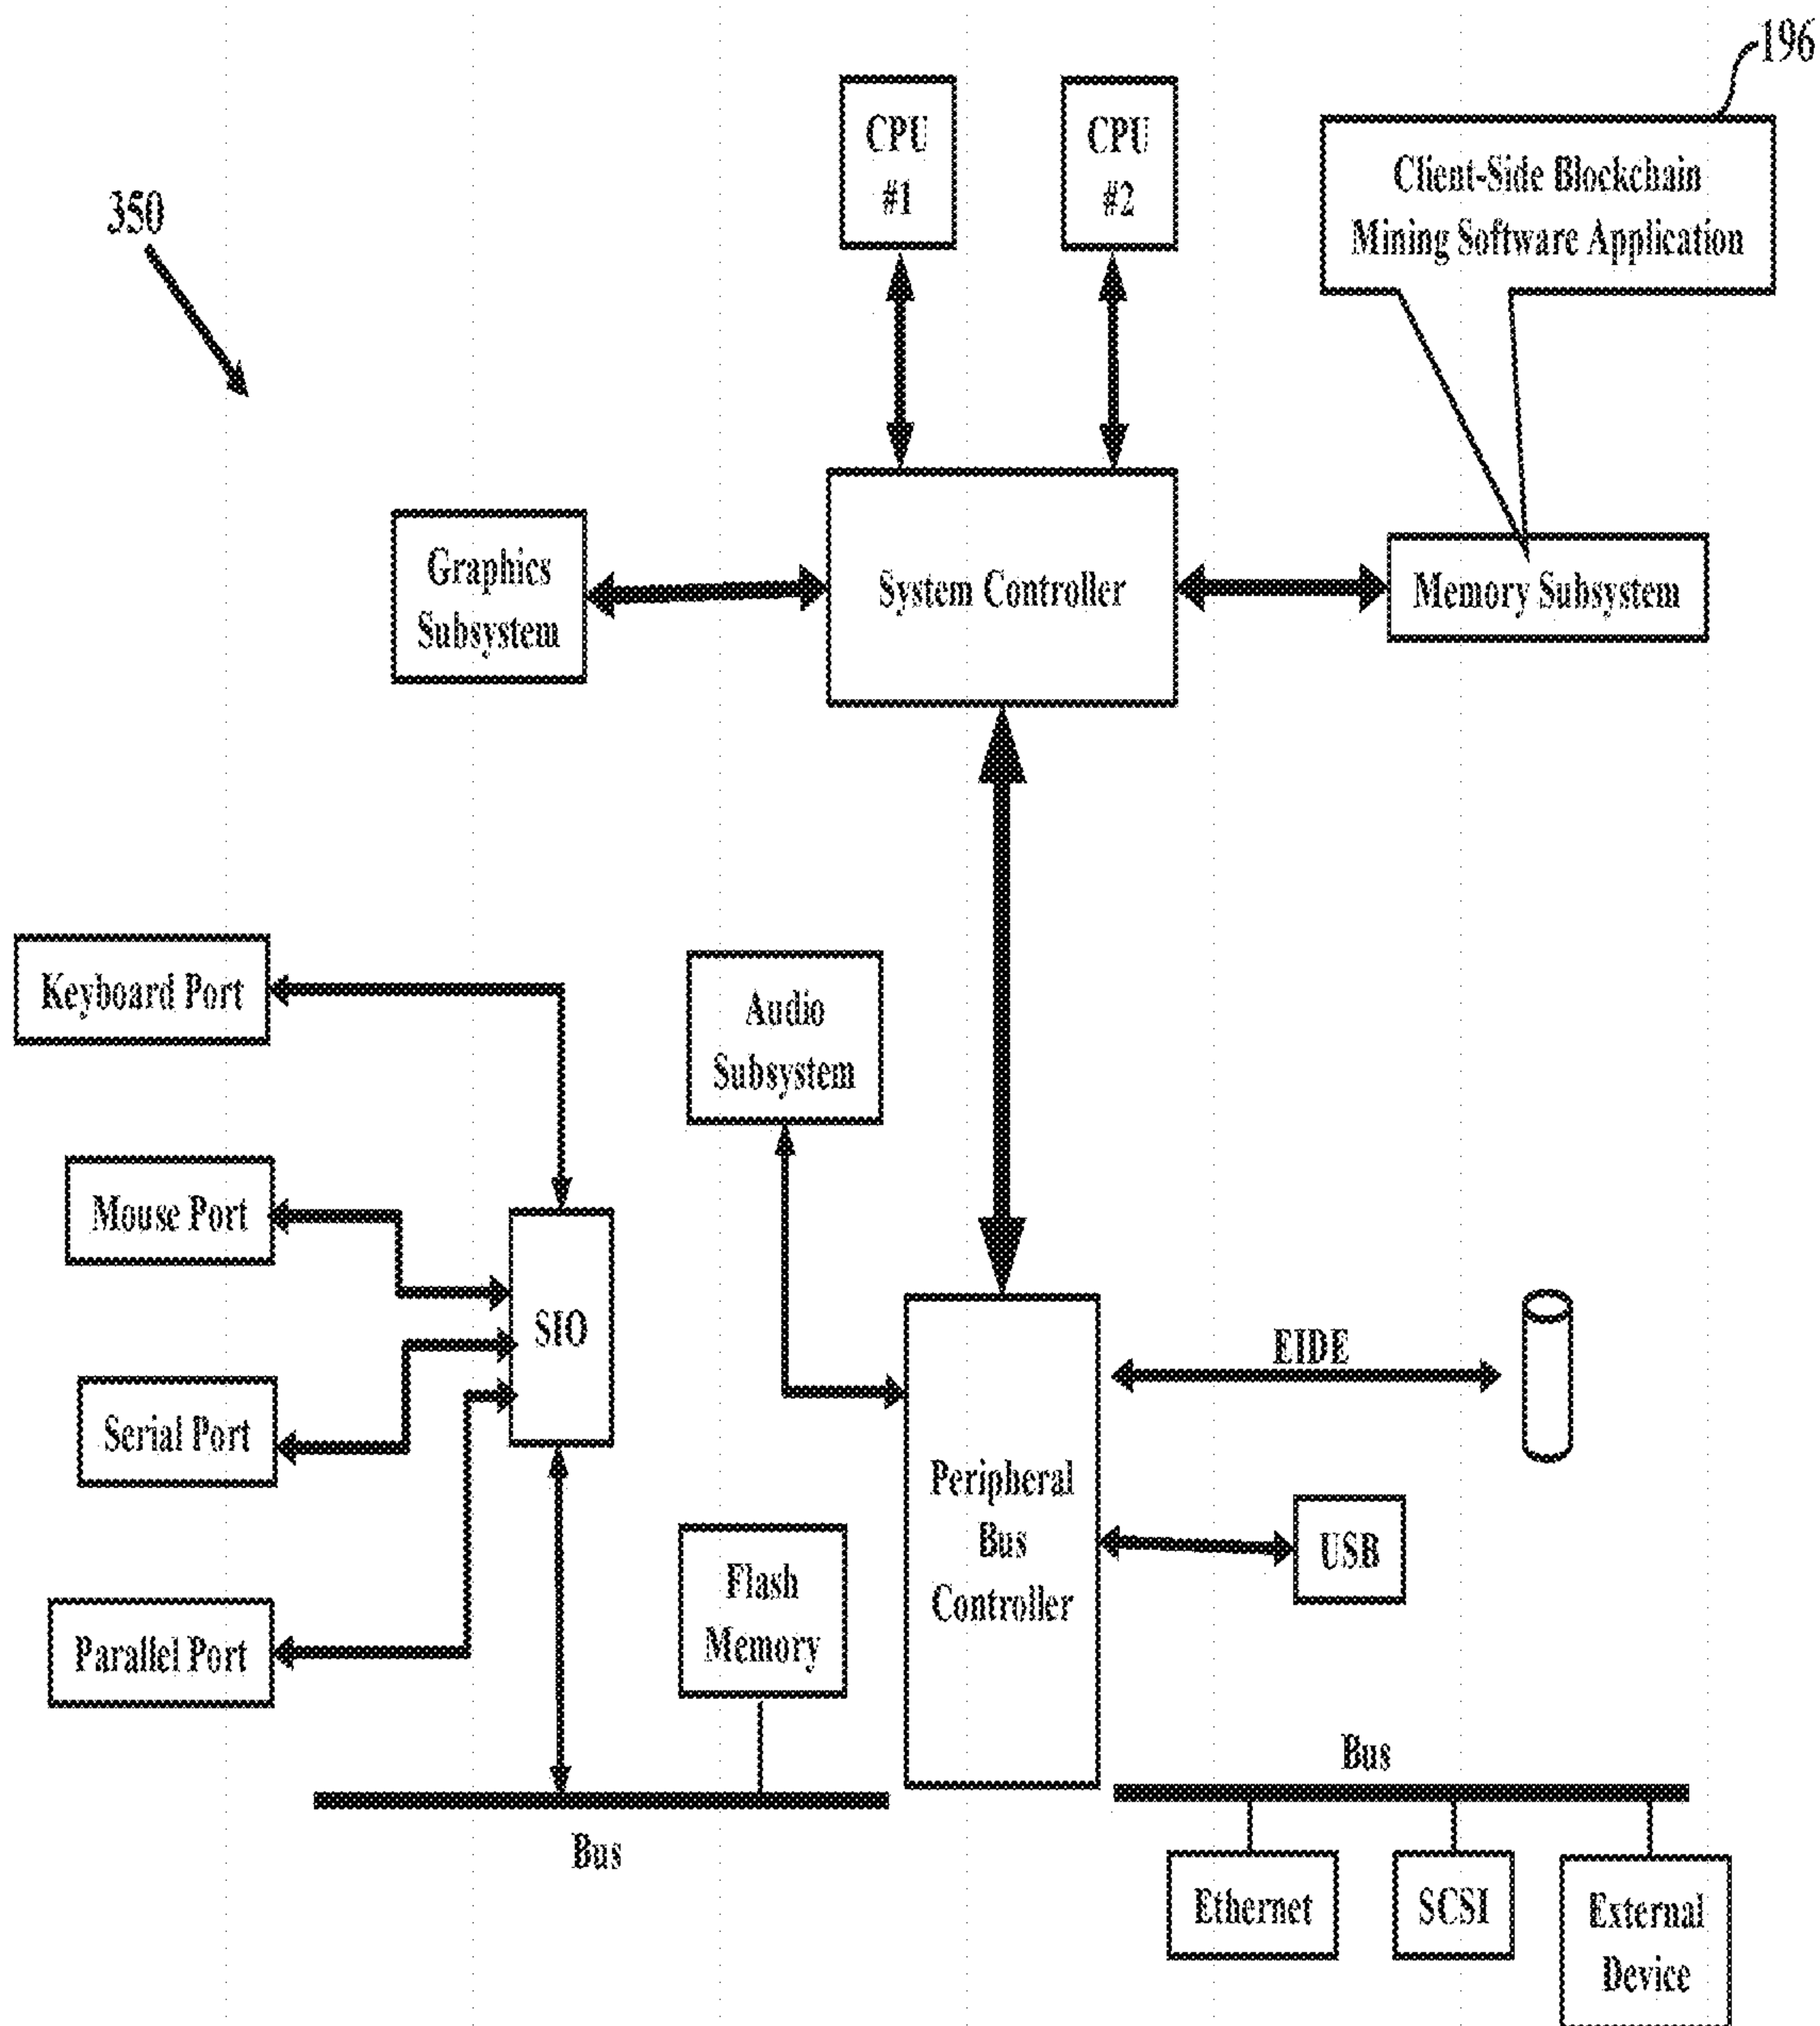 196
CPU
#1
CPU
#2
Client-Side Blockchain
Mining Software Application
350
Graphics
Subsystem
System Controller
Memory Subsystem
Keyboard Port
Audio
Subsystem
Mouse Port
SIO
EIDE
Serial Port
Peripheral
Bus
Controller
USB
Flash
Memory
Parallel Port
Bus
Bus
Ethernet
SCSI
External
Device